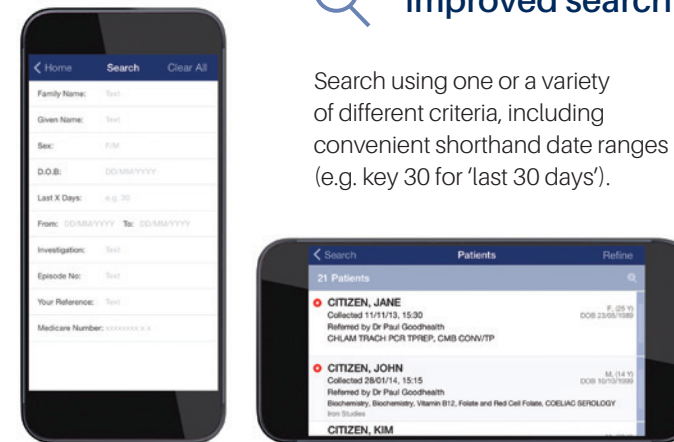 Improved search
Search using one or a variety
of different criteria, including
convenient shorthand date ranges
(e.g. key 30 for ‘last 30 days’).
Home Search Clear All
Family Name: Text
Given Name: Text
Sex: F/M
D.O.B: DD/MM/YYYY
Last X Days: e.g. 30
From: DD/MM/YYYY To: DD/MM/YYYY
Investigation: Text
Episode No: Text
Your Reference: Text
Medicare Number: xxxxxxxx x x
Search Patients Refine
21 Patients
CITIZEN, JANE F, (25 Y)
Collected 11/11/13, 15:30 DOB 23/05/1989
Referred by Dr Paul Goodhealth
CHLAM TRACH PCR TPREP, CMB CONV/TP
CITIZEN, JOHN M, (14 Y)
Collected 28/01/14, 15:15 DOB 10/10/1999
Referred by Dr Paul Goodhealth
Biochemistry, Biochemistry, Vitamin B12, Folate and Red Cell Folate, COELIAC SEROLOGY
Iron Studies
CITIZEN, KIM